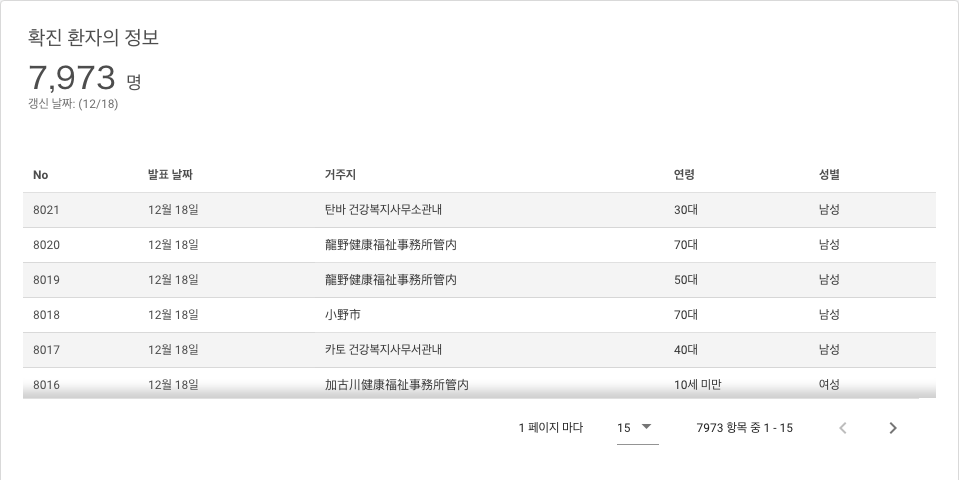 확진 환자의 정보
7,973 명
갱신 날짜: (12/18)
No 발표 날짜 거주지 연령 성별
8021 12월 18일 탄바 건강복지사무소관내 30대 남성
8020 12월 18일 龍野健康福祉事務所管内 70대 남성
8019 12월 18일 龍野健康福祉事務所管内 50대 남성
8018 12월 18일 小野市 70대 남성
8017 12월 18일 카토 건강복지사무서관내 40대 남성
8016 12월 18일 加古川健康福祉事務所管内 10세 미만 여성
1 페이지 마다 15 7973 항목 중 1 - 15